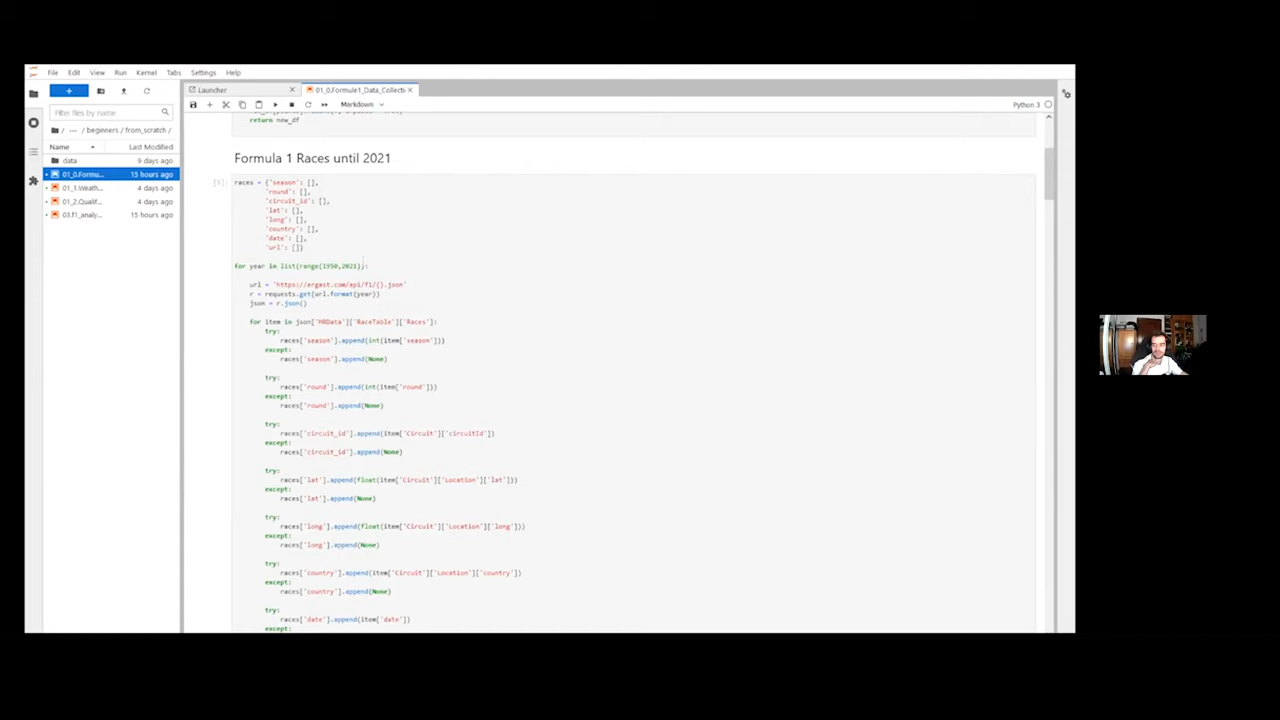 File Edit View Run Kernel Tabs Settings Help
Launcher
01_0.Formule1_Data_Collecti
Filter files by name
Markdown
Python 3
/ ··· / beginners / from_scratch /
Name Last Modified
data 9 days ago
01_0.Formu... 15 hours ago
01_1.Weath... 4 days ago
01_2.Qualif... 4 days ago
03.f1_analy... 15 hours ago
return new_df
Formula 1 Races until 2021
[5]:
races = {'season': [],
'round': [],
'circuit_id': [],
'lat': [],
'long': [],
'country': [],
'date': [],
'url': []}
for year in list(range(1950,2021)):
url = 'https://ergast.com/api/f1/{}.json'
r = requests.get(url.format(year))
json = r.json()
for item in json['MRData']['RaceTable']['Races']:
try:
races['season'].append(int(item['season']))
except:
races['season'].append(None)
try:
races['round'].append(int(item['round']))
except:
races['round'].append(None)
try:
races['circuit_id'].append(item['Circuit']['circuitId'])
except:
races['circuit_id'].append(None)
try:
races['lat'].append(float(item['Circuit']['Location']['lat']))
except:
races['lat'].append(None)
try:
races['long'].append(float(item['Circuit']['Location']['long']))
except:
races['long'].append(None)
try:
races['country'].append(item['Circuit']['Location']['country'])
except:
races['country'].append(None)
try:
races['date'].append(item['date'])
except: